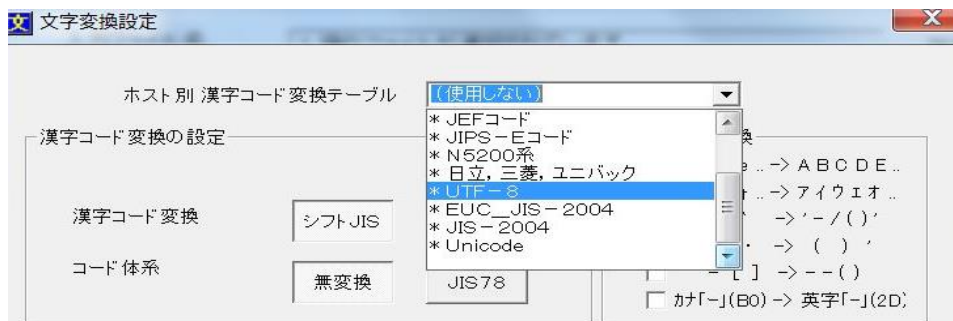 文 文字変換設定
ホスト別 漢字コード変換テーブル
(使用しない)
* JEFコード
* JIPS-Eコード
* N5200系
* 日立, 三菱, ユニバック
* UTF-8
* EUC_JIS-2004
* JIS-2004
* Unicode
漢字コード変換の設定
換
..-> A B C D E ..
..-> アイウェオ ..
-> '-/()'
-> ( ) '
- [ ] -> --()
カナ「-」(B0) -> 英字「-」(2D)
漢字コード変換
シフトJIS
コード体系
無変換
JIS78